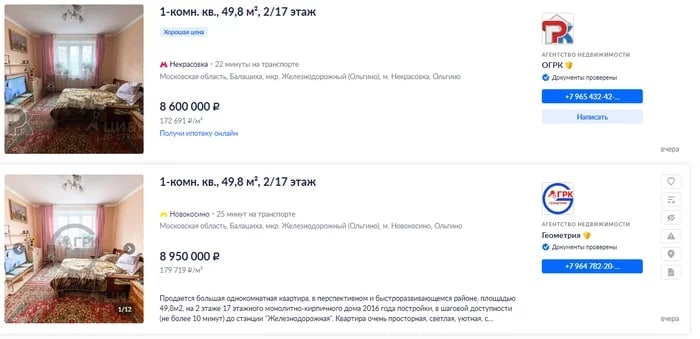 1-комн. кв., 49,8 м², 2/17 этаж
Хорошая цена
Некрасовка • 22 минуты на транспорте
Московская область, Балашиха, мкр. Железнодорожный (Ольгино), м. Некрасовка, Ольгино
8 600 000 ₽
172 691 ₽/м²
Получи ипотеку онлайн
АГЕНТСТВО НЕДВИЖИМОСТИ
ОГРК
Документы проверены
+7 965 432-42-...
Написать
вчера
1-комн. кв., 49,8 м², 2/17 этаж
Новокосино • 25 минут на транспорте
Московская область, Балашиха, мкр. Железнодорожный (Ольгино), м. Новокосино, Ольгино
8 950 000 ₽
179 719 ₽/м²
Продается большая однокомнатная квартира, в перспективном и быстроразвивающемся районе, площадью
49,8м2, на 2 этаже 17 этажного монолитно-кирпичного дома 2016 года постройки, в шаговой доступности
(не более 10 минут) до станции "Железнодорожная". Квартира очень просторная, светлая, уютная, с...
1/12
АГРК
АГЕНТСТВО НЕДВИЖИМОСТИ
Геометрия
Документы проверены
+7 964 782-20-...
вчера